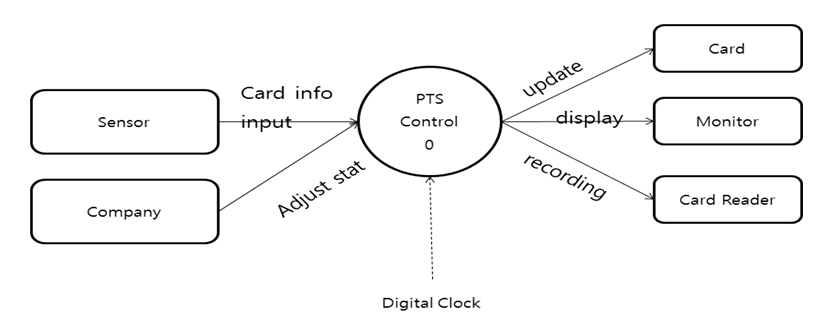 Sensor
Company
Card info
input
Adjust stat
PTS
Control
0
Digital Clock
update
display
recording
Card
Monitor
Card Reader